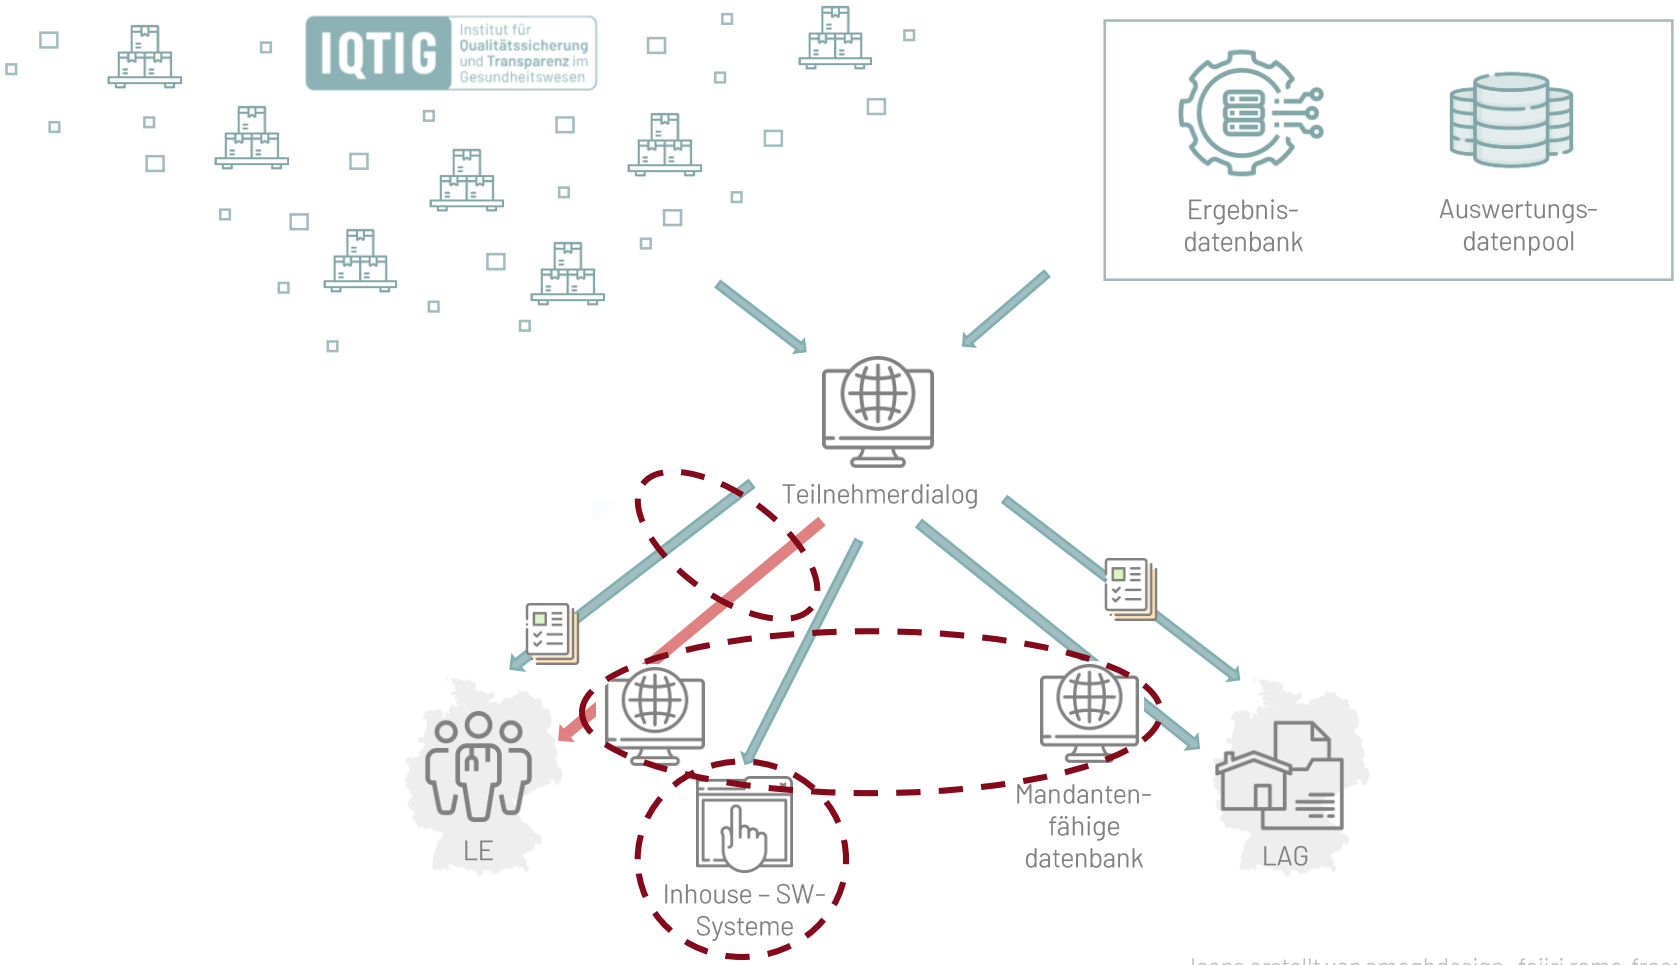 IQTIG
Institut für
Qualitätssicherung
und Transparenz im
Gesundheitswesen
Ergebnis-
datenbank
Auswertungs-
datenpool
Teilnehmerdialog
LE
Inhouse – SW-
Systeme
Mandanten-
fähige
datenbank
LAG